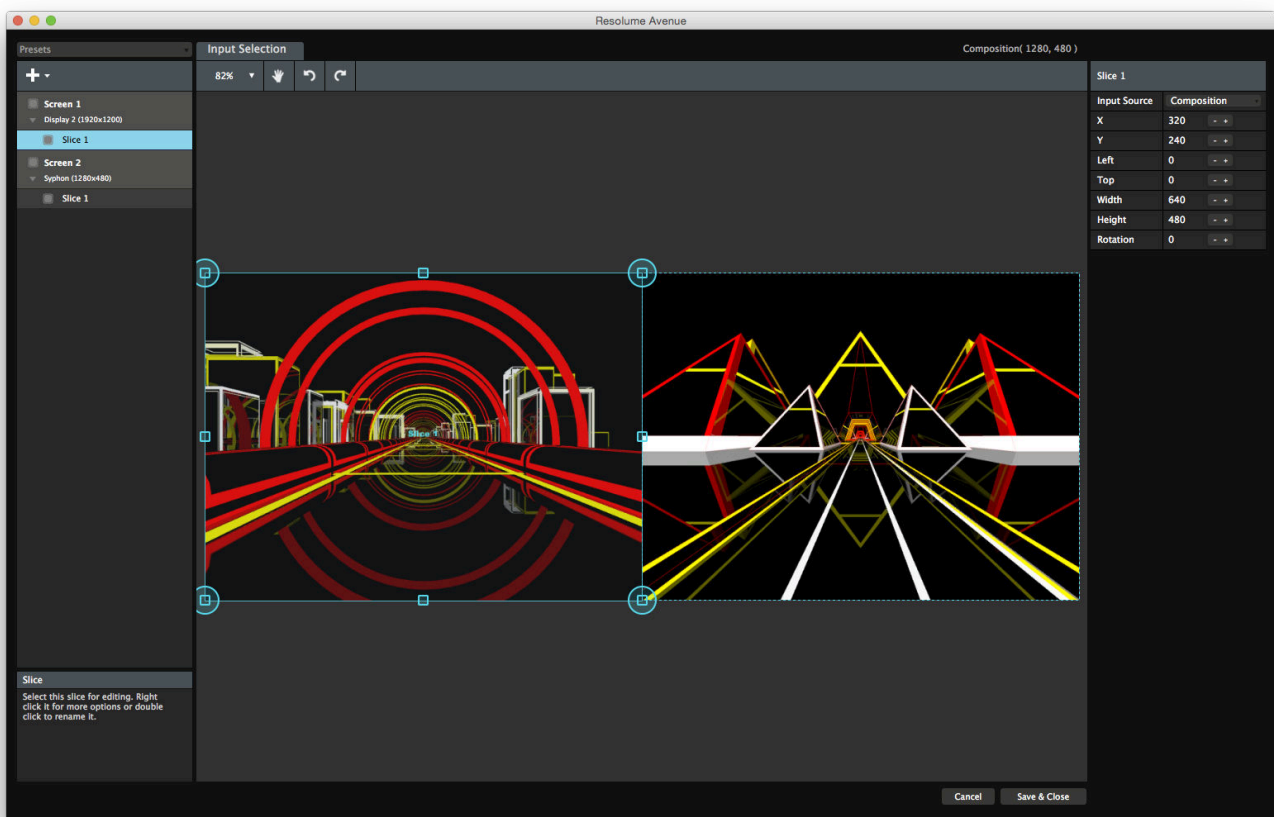 Resolume Avenue
Presets
Input Selection
Composition( 1280, 480 )
82%
Slice 1
Screen 1
Display 2 (1920x1200)
Slice 1
Screen 2
Syphon (1280x480)
Slice 1
Input Source Composition
X 320 - +
Y 240 - +
Left 0 - +
Top 0 - +
Width 640 - +
Height 480 - +
Rotation 0 - +
Slice 1
Slice
Select this slice for editing. Right
click it for more options or double
click to rename it.
Cancel
Save & Close